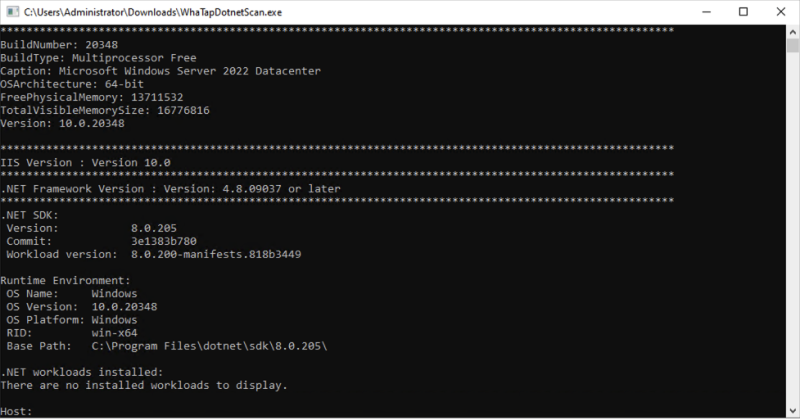 C:\Users\Administrator\Downloads\WhaTapDotnetScan.exe
*******************************************************************************************************
BuildNumber: 20348
BuildType: Multiprocessor Free
Caption: Microsoft Windows Server 2022 Datacenter
OSArchitecture: 64-bit
FreePhysicalMemory: 13711532
TotalVisibleMemorySize: 16776816
Version: 10.0.20348
*******************************************************************************************************
IIS Version : Version 10.0
*******************************************************************************************************
.NET Framework Version : Version: 4.8.09037 or later
*******************************************************************************************************
.NET SDK:
Version: 8.0.205
Commit: 3e1383b780
Workload version: 8.0.200-manifests.818b3449
Runtime Environment:
OS Name: Windows
OS Version: 10.0.20348
OS Platform: Windows
RID: win-x64
Base Path: C:\Program Files\dotnet\sdk\8.0.205\
.NET workloads installed:
There are no installed workloads to display.
Host: